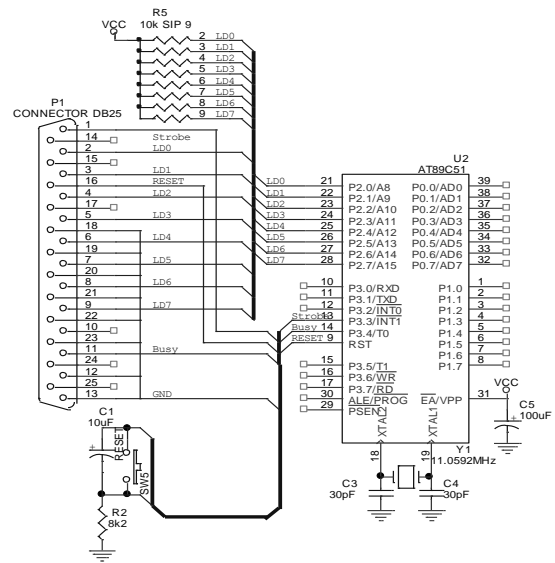 R5
VCC 10k SIP 9
2 LD0
3 LD1
4 LD2
5 LD3
6 LD4
7 LD5
8 LD6
9 LD7
P1
CONNECTOR DB25
1
14 Strobe
2 LD0
15
3 LD1
16 RESET
4 LD2
17
5 LD3
18
6 LD4
19
7 LD5
20
8 LD6
21
9 LD7
22
10
23
11 Busy
24
12
25
13 GND
U2
AT89C51
LD0 21 P2.0/A8 P0.0/AD0 39
LD1 22 P2.1/A9 P0.1/AD1 38
LD2 23 P2.2/A10 P0.2/AD2 37
LD3 24 P2.3/A11 P0.3/AD3 36
LD4 25 P2.4/A12 P0.4/AD4 35
LD5 26 P2.5/A13 P0.5/AD5 34
LD6 27 P2.6/A14 P0.6/AD6 33
LD7 28 P2.7/A15 P0.7/AD7 32
10 P3.0/RXD P1.0 1
11 P3.1/TXD P1.1 2
12 P3.2/INT0 P1.2 3
Strobe 13 P3.3/INT1 P1.3 4
Busy 14 P3.4/T0 P1.4 5
RESET 9 RST P1.5 6
P1.6 7
15 P3.5/T1 P1.7 8
16 P3.6/WR
17 P3.7/RD
30 ALE/PROG EA/VPP 31 VCC
29 PSEN
XTAL2 XTAL1
18 19
C5
100uF
Y1
11.0592MHz
C3
30pF
C4
30pF
C1
10uF
RESET
SW5
R2
8k2